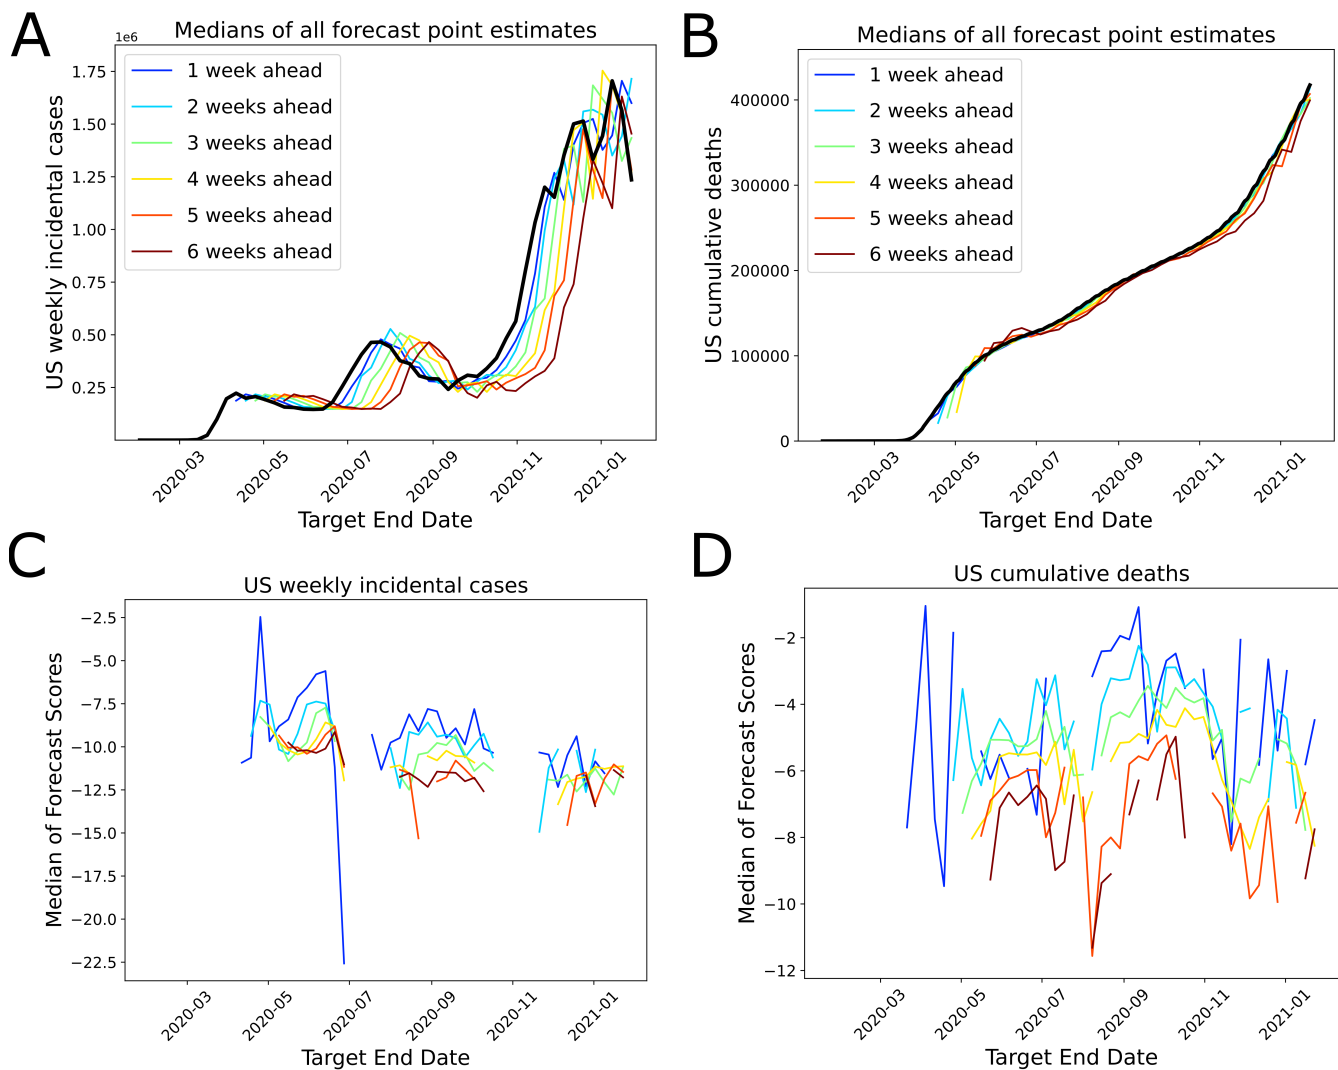 A
Medians of all forecast point estimates
1e6
US weekly incidental cases
1.75
1.50
1.25
1.00
0.75
0.50
0.25
1 week ahead
2 weeks ahead
3 weeks ahead
4 weeks ahead
5 weeks ahead
6 weeks ahead
2020-03
2020-05
2020-07
2020-09
2020-11
2021-01
Target End Date
B
Medians of all forecast point estimates
US cumulative deaths
400000
300000
200000
100000
0
1 week ahead
2 weeks ahead
3 weeks ahead
4 weeks ahead
5 weeks ahead
6 weeks ahead
2020-03
2020-05
2020-07
2020-09
2020-11
2021-01
Target End Date
C
US weekly incidental cases
Median of Forecast Scores
−2.5
−5.0
−7.5
−10.0
−12.5
−15.0
−17.5
−20.0
−22.5
2020-03
2020-05
2020-07
2020-09
2020-11
2021-01
Target End Date
D
US cumulative deaths
Median of Forecast Scores
−2
−4
−6
−8
−10
−12
2020-03
2020-05
2020-07
2020-09
2020-11
2021-01
Target End Date